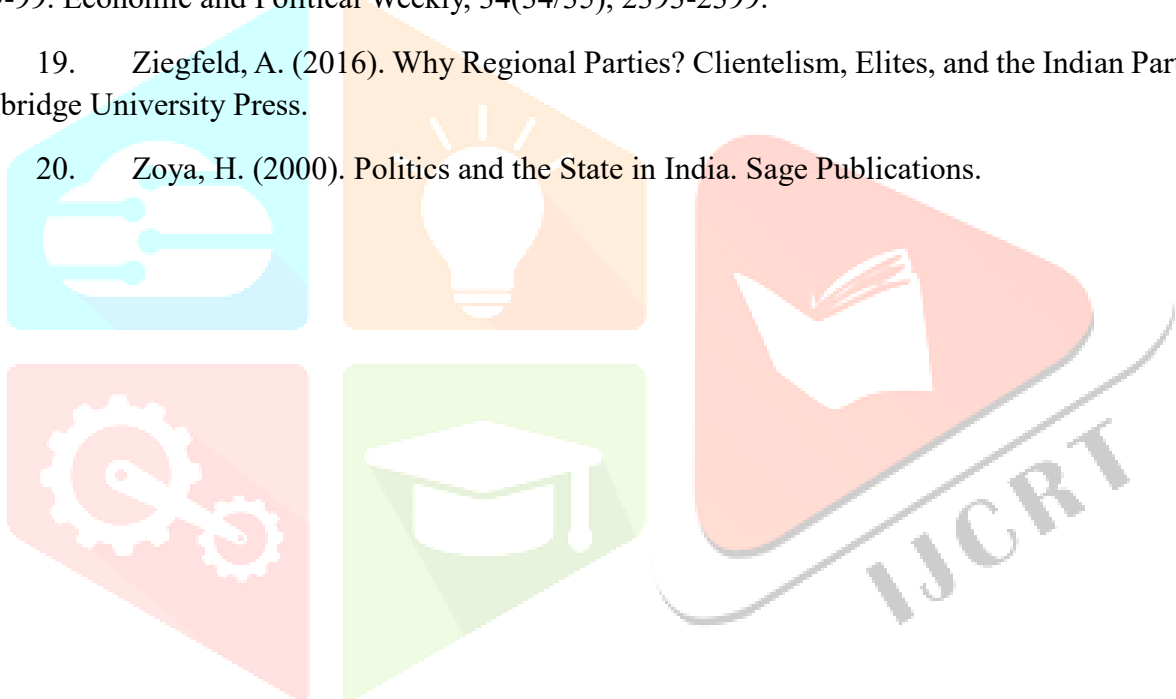 -99. Economic and Political Weekly, 34(34/35), 2393-2399.
19. Ziegfeld, A. (2016). Why Regional Parties? Clientelism, Elites, and the Indian Part
bridge University Press.
20. Zoya, H. (2000). Politics and the State in India. Sage Publications.
IJCRT